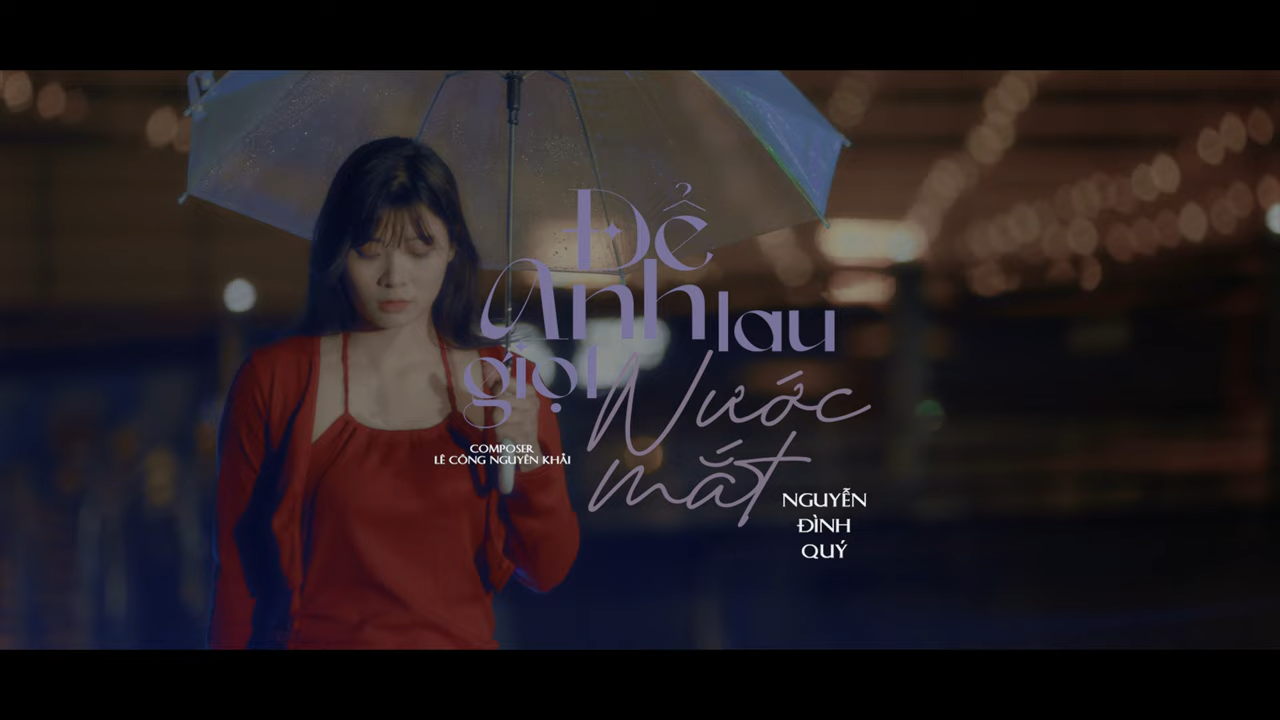 Để
Anh lau
giọt Nước
mắt
COMPOSER
LÊ CÔNG NGUYÊN KHẢI
NGUYỄN
ĐÌNH
QUÝ